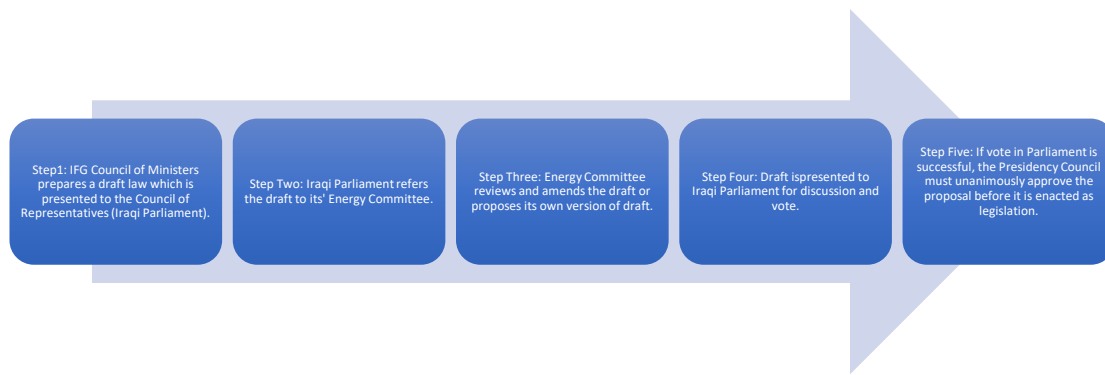 Step1: IFG Council of Ministers
prepares a draft law which is
presented to the Council of
Representatives (Iraqi Parliament).
Step Two: Iraqi Parliament refers
the draft to its' Energy Committee.
Step Three: Energy Committee
reviews and amends the draft or
proposes its own version of draft.
Step Four: Draft ispresented to
Iraqi Parliament for discussion and
vote.
Step Five: If vote in Parliament is
successful, the Presidency Council
must unanimously approve the
proposal before it is enacted as
legislation.